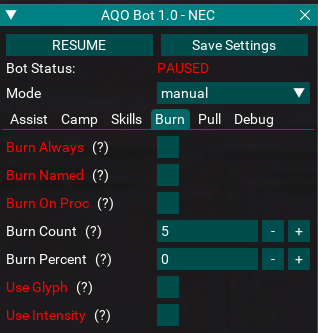 AQO Bot 1.0 - NEC
RESUME Save Settings
Bot Status: PAUSED
Mode manual
Assist Camp Skills Burn Pull Debug
Burn Always (?)
Burn Named (?)
Burn On Proc (?)
Burn Count (?) 5 - +
Burn Percent (?) 0 - +
Use Glyph (?)
Use Intensity (?)